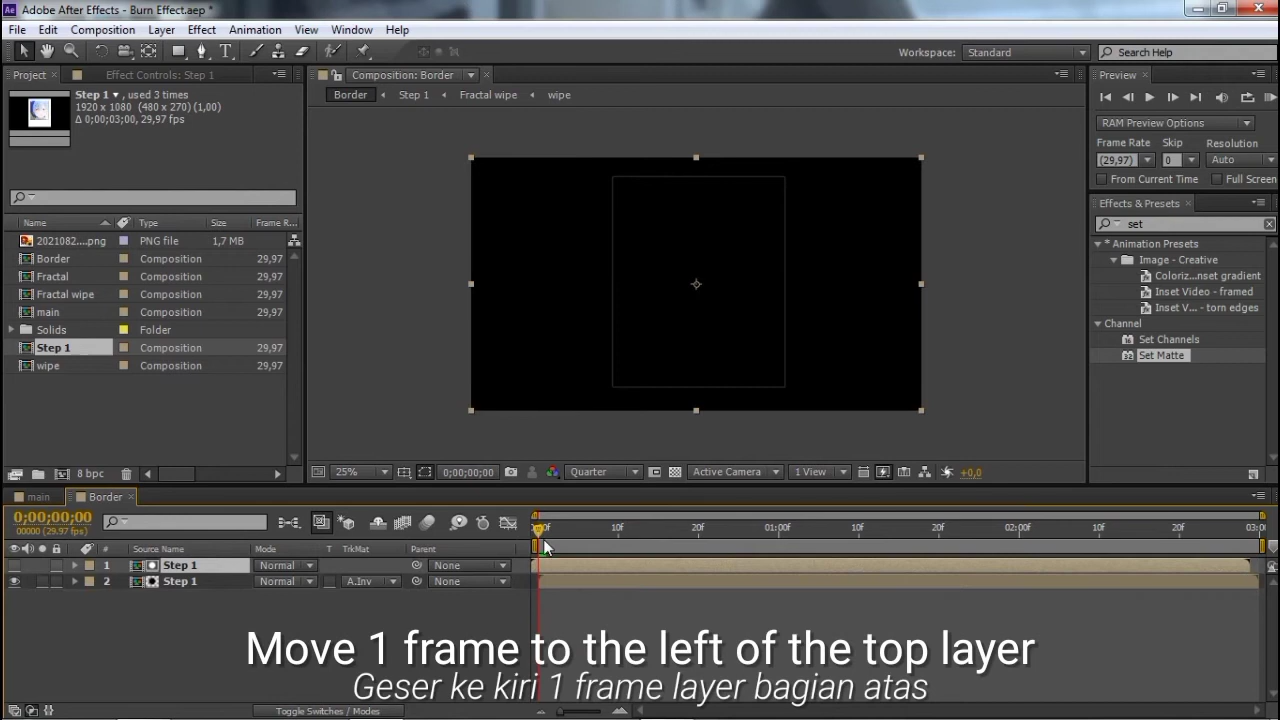 Adobe After Effects - Burn Effect.aep *
File Edit Composition Layer Effect Animation View Window Help
Workspace: Standard Search Help
Project Effect Controls: Step 1 Composition: Border Preview
Border Step 1 Fractal wipe wipe
Step 1 , used 3 times
1920 x 1080 (480 x 270) (1,00)
Δ 0;00;03;00, 29,97 fps
RAM Preview Options
Frame Rate Skip Resolution
(29,97) 0 Auto
From Current Time Full Screen
Effects & Presets
set
* Animation Presets
Image - Creative
Coloriz...nset gradient
Inset Video - framed
Inset V... - torn edges
Channel
Set Channels
Set Matte
Name Type Size Frame R...
2021082....png PNG file 1,7 MB
Border Composition 29,97
Fractal Composition 29,97
Fractal wipe Composition 29,97
main Composition 29,97
Solids Folder
Step 1 Composition 29,97
wipe Composition 29,97
8 bpc
25% 0;00;00;00 Quarter Active Camera 1 View +0,0
main Border
0;00;00;00
00000 (29.97 fps)
10f 20f 01:00f 10f 20f 02:00f 10f 20f 03:0
# Source Name Mode T TrkMat Parent
1 Step 1 Normal None
2 Step 1 Normal A.Inv None
Move 1 frame to the left of the top layer
Geser ke kiri 1 frame layer bagian atas
Toggle Switches / Modes